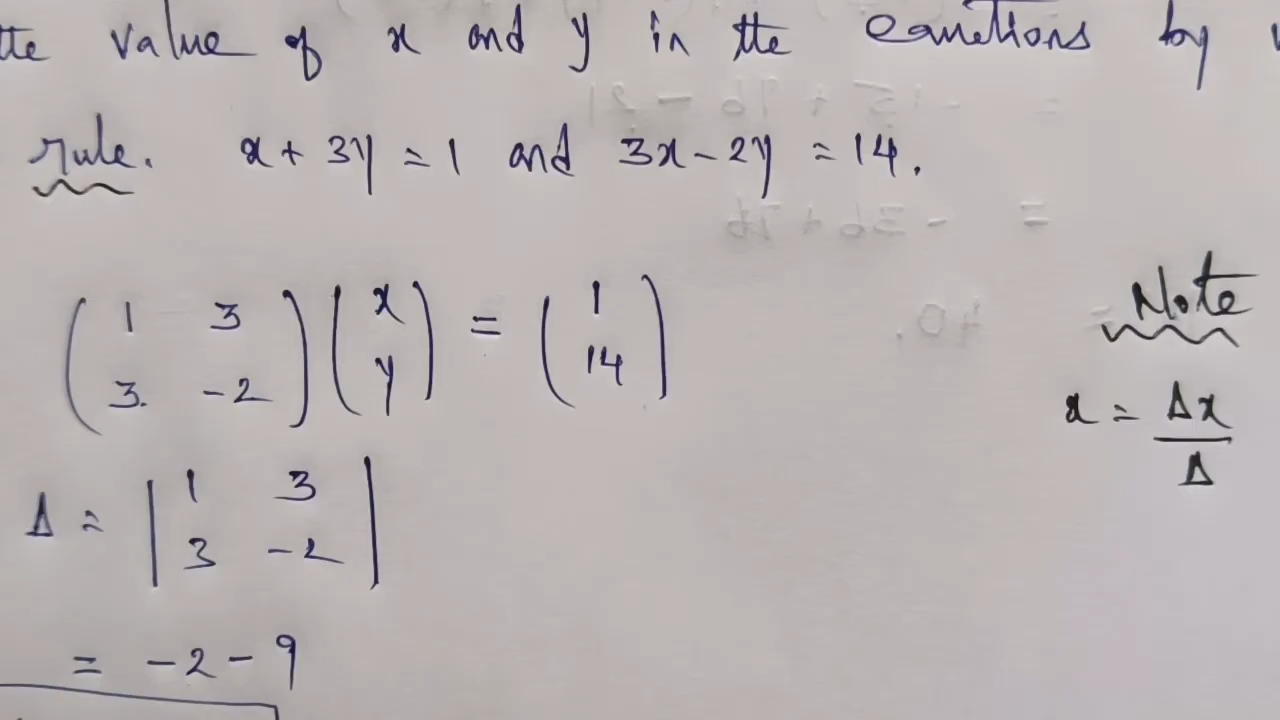 the value of x and y in the equations by
rule. x + 3y = 1 and 3x - 2y = 14.
( 1 3 ) ( x ) = ( 1 )
( 3. -2 ) ( y ) ( 14 )
Note
x = Δx
Δ
Δ = | 1 3 |
| 3 -2 |
= -2 - 9